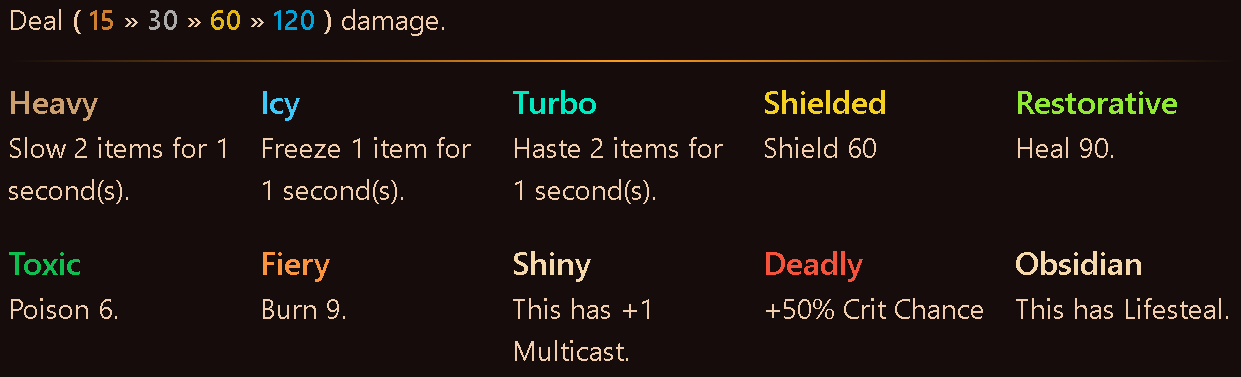 Deal ( 15 » 30 » 60 » 120 ) damage.
Heavy
Slow 2 items for 1
second(s).
Icy
Freeze 1 item for
1 second(s).
Turbo
Haste 2 items for
1 second(s).
Shielded
Shield 60
Restorative
Heal 90.
Toxic
Poison 6.
Fiery
Burn 9.
Shiny
This has +1
Multicast.
Deadly
+50% Crit Chance
Obsidian
This has Lifesteal.